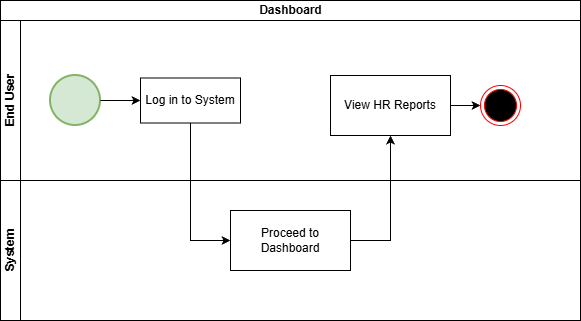 Dashboard
End User
Log in to System
View HR Reports
System
Proceed to
Dashboard